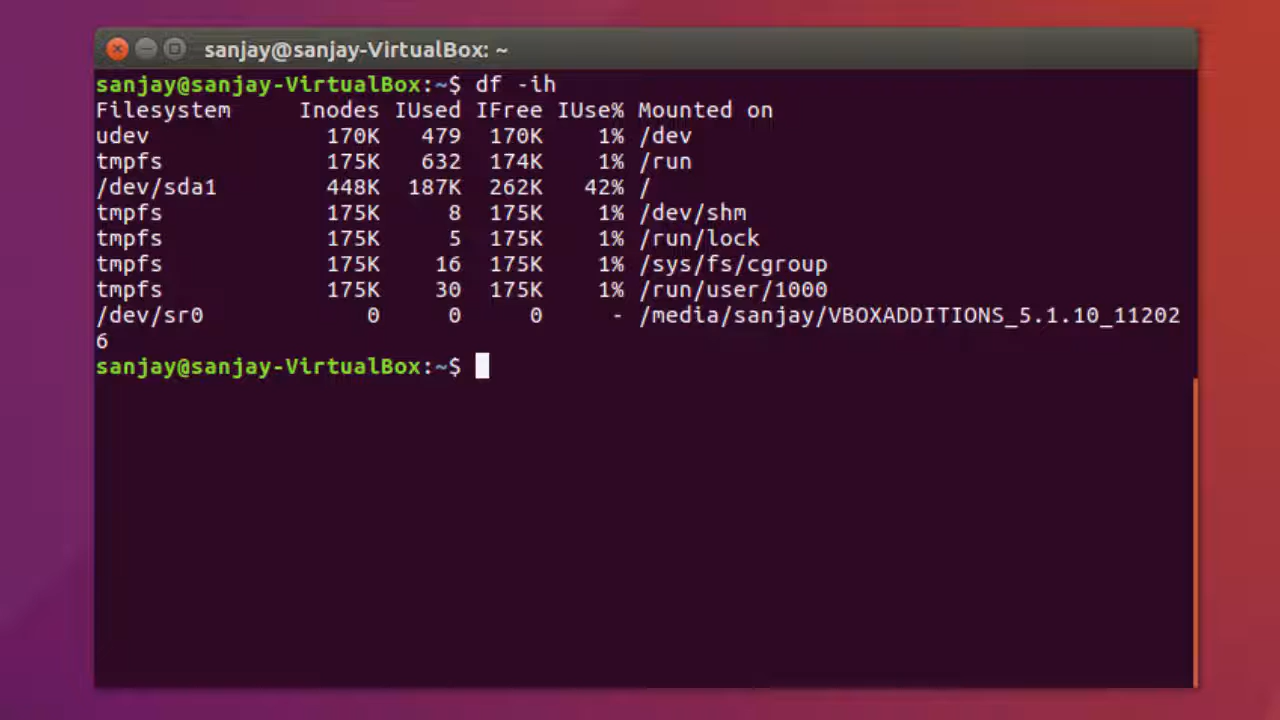 sanjay@sanjay-VirtualBox: ~
sanjay@sanjay-VirtualBox:~$ df -ih
Filesystem     Inodes IUsed IFree IUse% Mounted on
udev             170K   479  170K    1% /dev
tmpfs            175K   632  174K    1% /run
/dev/sda1        448K  187K  262K   42% /
tmpfs            175K     8  175K    1% /dev/shm
tmpfs            175K     5  175K    1% /run/lock
tmpfs            175K    16  175K    1% /sys/fs/cgroup
tmpfs            175K    30  175K    1% /run/user/1000
/dev/sr0            0     0     0     - /media/sanjay/VBOXADDITIONS_5.1.10_11202
6
sanjay@sanjay-VirtualBox:~$